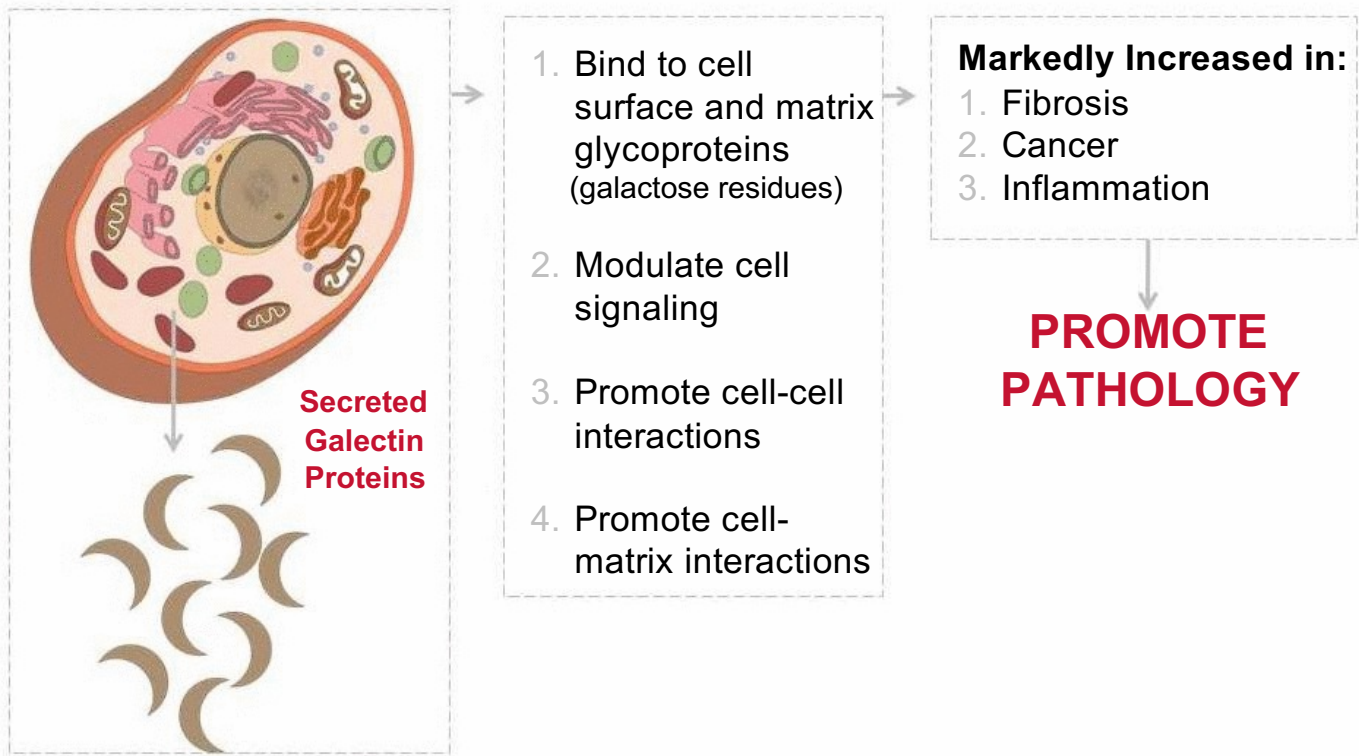 Secreted
Galectin
Proteins
1. Bind to cell
surface and matrix
glycoproteins
(galactose residues)
2. Modulate cell
signaling
3. Promote cell-cell
interactions
4. Promote cell-
matrix interactions
Markedly Increased in:
1. Fibrosis
2. Cancer
3. Inflammation
PROMOTE
PATHOLOGY